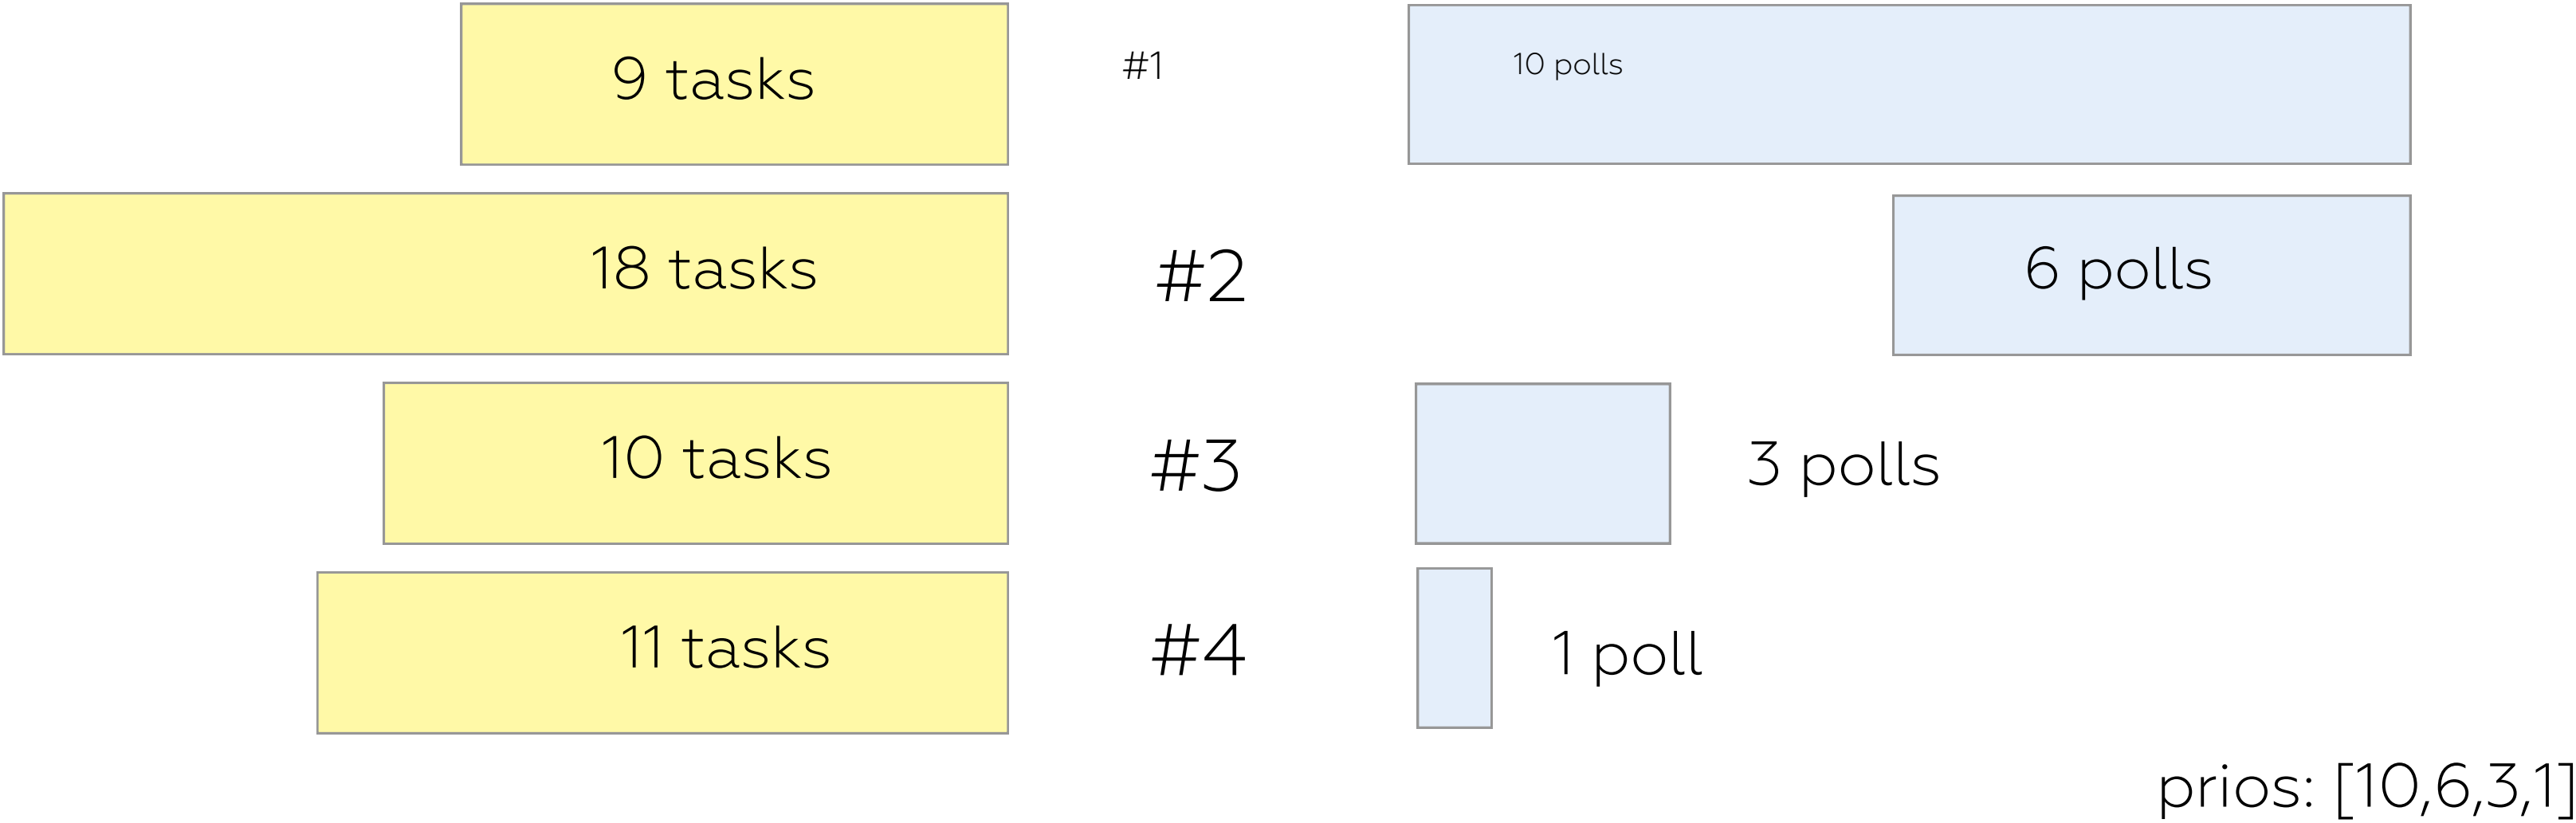 9 tasks #1 10 polls
18 tasks #2 6 polls
10 tasks #3 3 polls
11 tasks #4 1 poll
prios: [10,6,3,1]